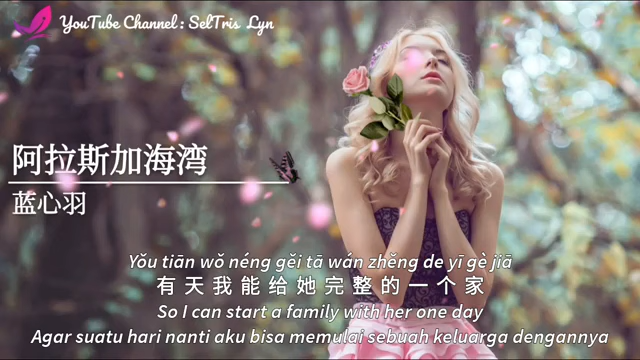 YouTube Channel : SelTris Lyn
阿拉斯加海湾
蓝心羽
Yǒu tiān wǒ néng gěi tā wán zhěng de yī gè jiā
有天我能给她完整的一个家
So I can start a family with her one day
Agar suatu hari nanti aku bisa memulai sebuah keluarga dengannya